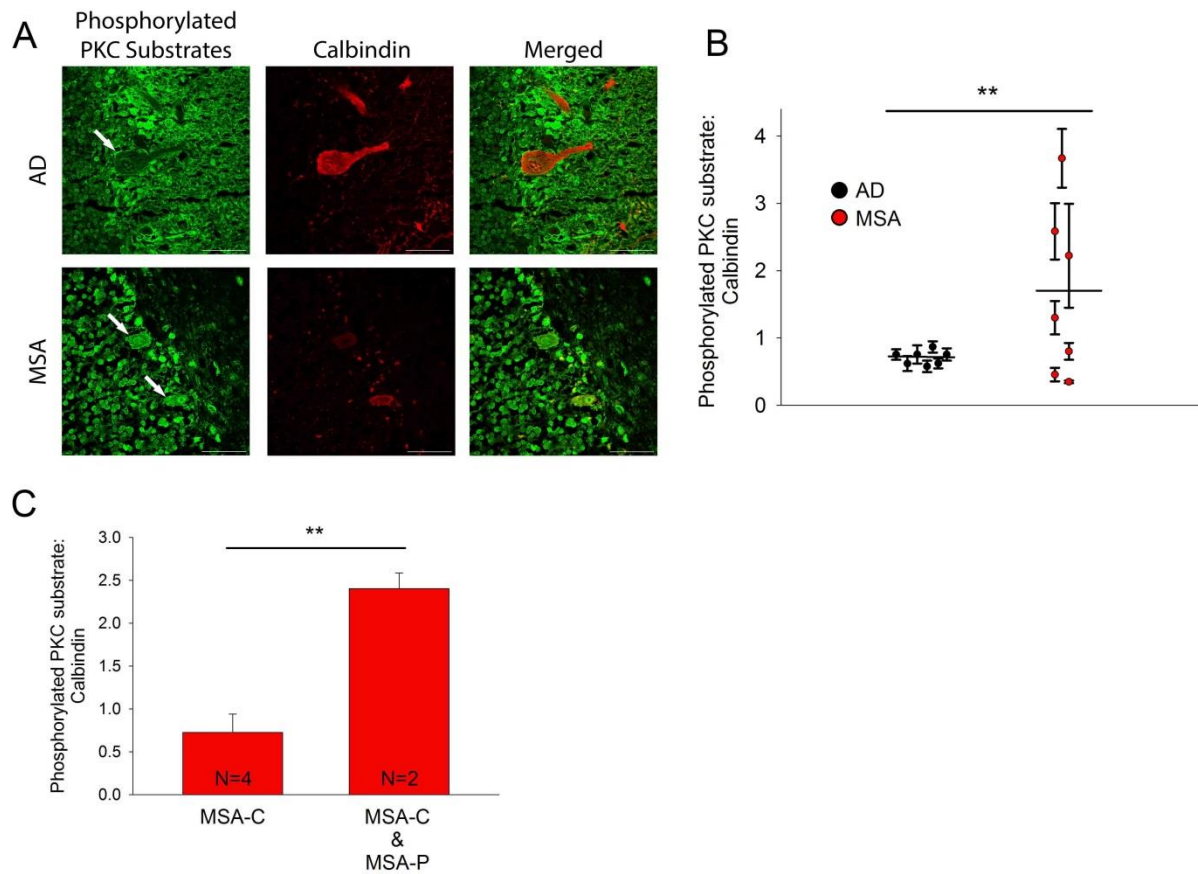 A
Phosphorylated
PKC Substrates
Calbindin
Merged
AD
MSA
B
**
Phosphorylated PKC substrate:
Calbindin
4
3
2
1
0
AD
MSA
C
**
Phosphorylated PKC substrate:
Calbindin
3.0
2.5
2.0
1.5
1.0
0.5
0.0
N=4
N=2
MSA-C
MSA-C
&
MSA-P